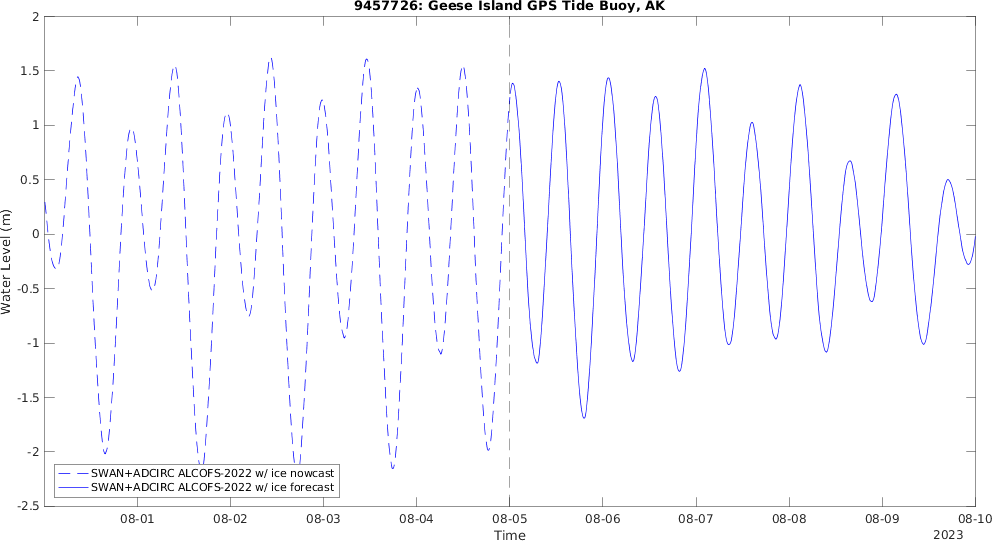 9457726: Geese Island GPS Tide Buoy, AK
2
1.5
1
0.5
0
-0.5
-1
-1.5
-2
-2.5
Water Level (m)
SWAN+ADCIRC ALCOFS-2022 w/ ice nowcast
SWAN+ADCIRC ALCOFS-2022 w/ ice forecast
08-01 08-02 08-03 08-04 08-05 08-06 08-07 08-08 08-09 08-10
Time
2023